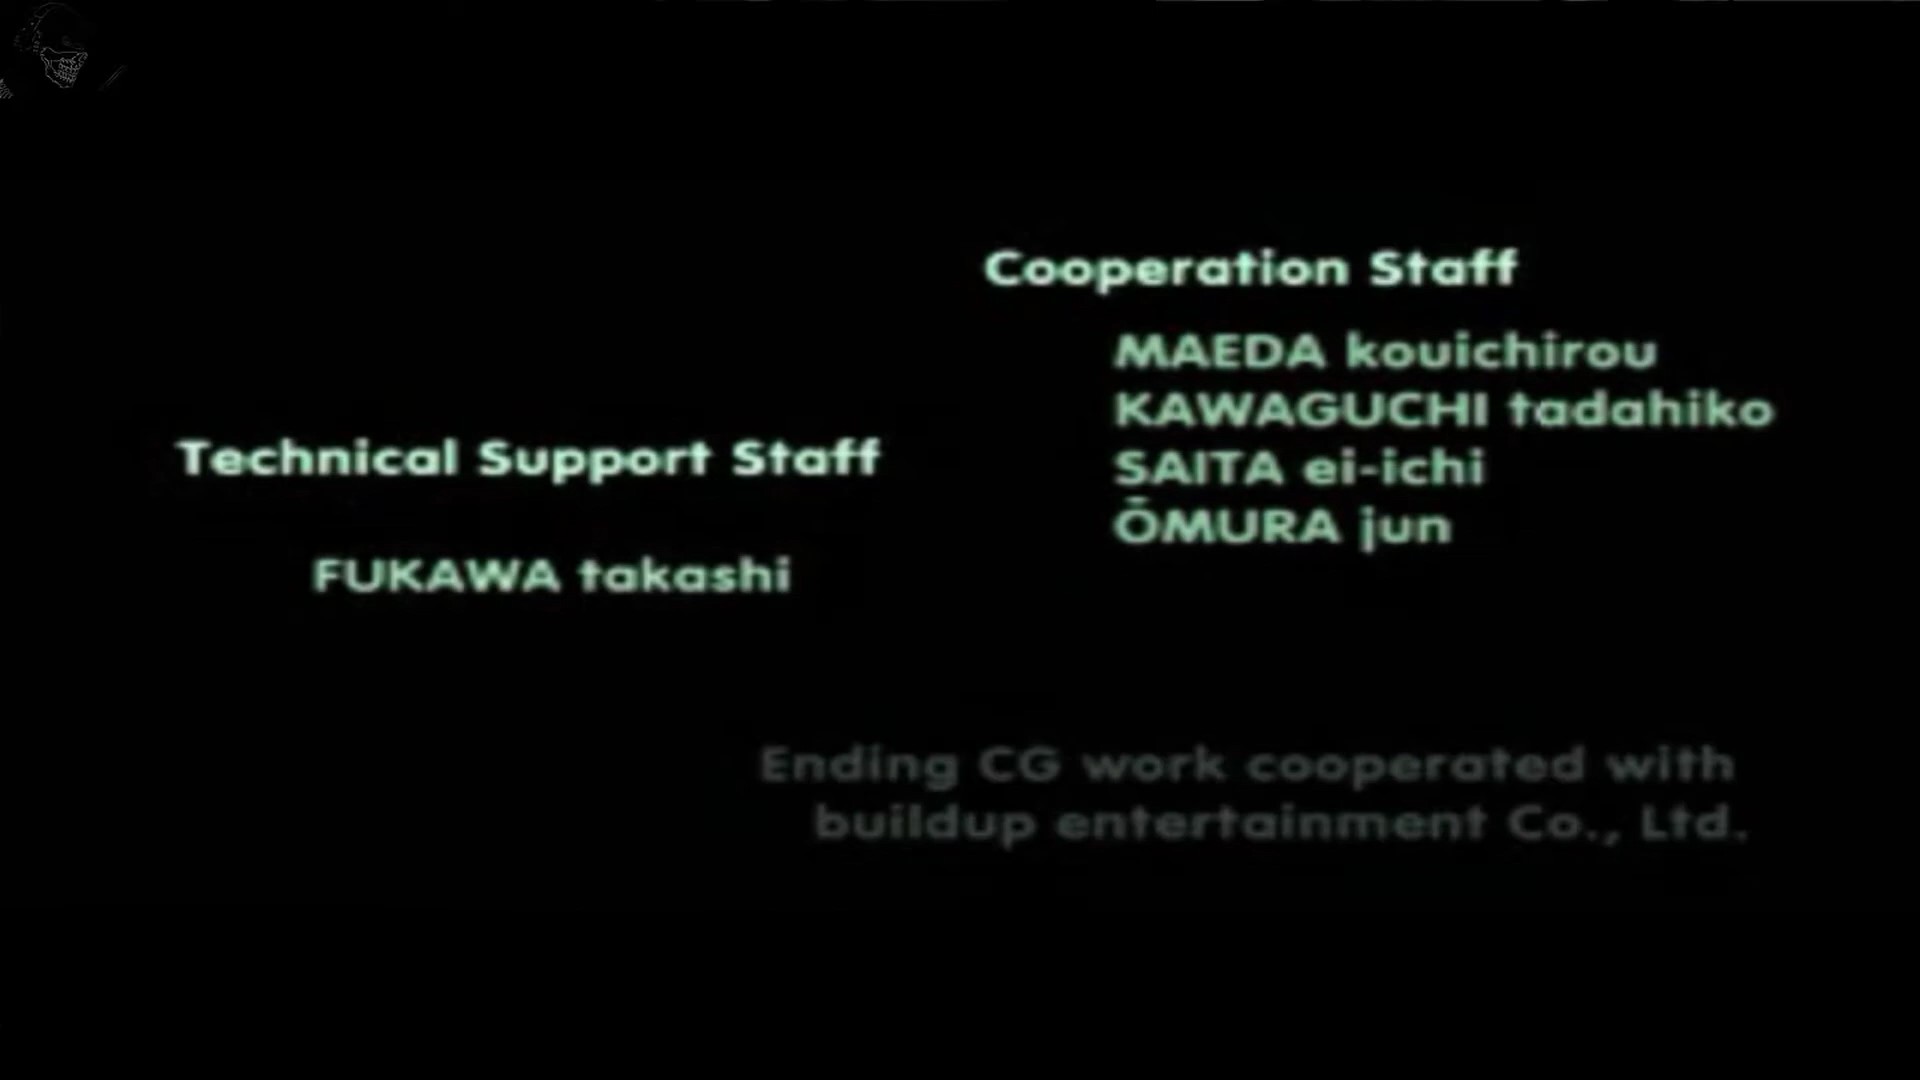 Cooperation Staff
MAEDA kouichirou
KAWAGUCHI tadahiko
SAITA ei-ichi
ŌMURA jun
Technical Support Staff
FUKAWA takashi
Ending CG work cooperated with
buildup entertainment Co., Ltd.